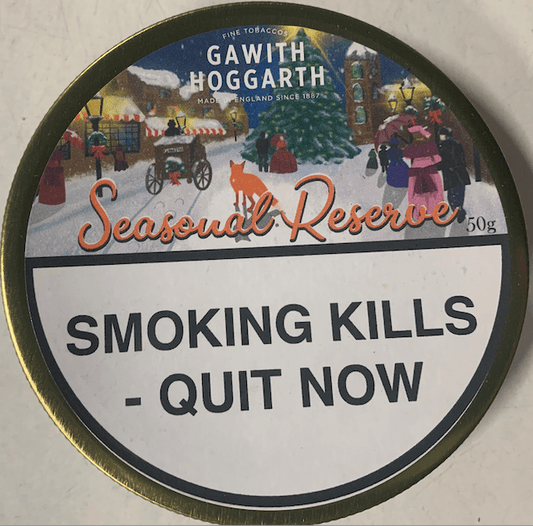 FINE TOBACCOS
GAWITH
HOGGARTH
MADE IN ENGLAND SINCE 1887
Seasonal Reserve
50g
SMOKING KILLS
- QUIT NOW